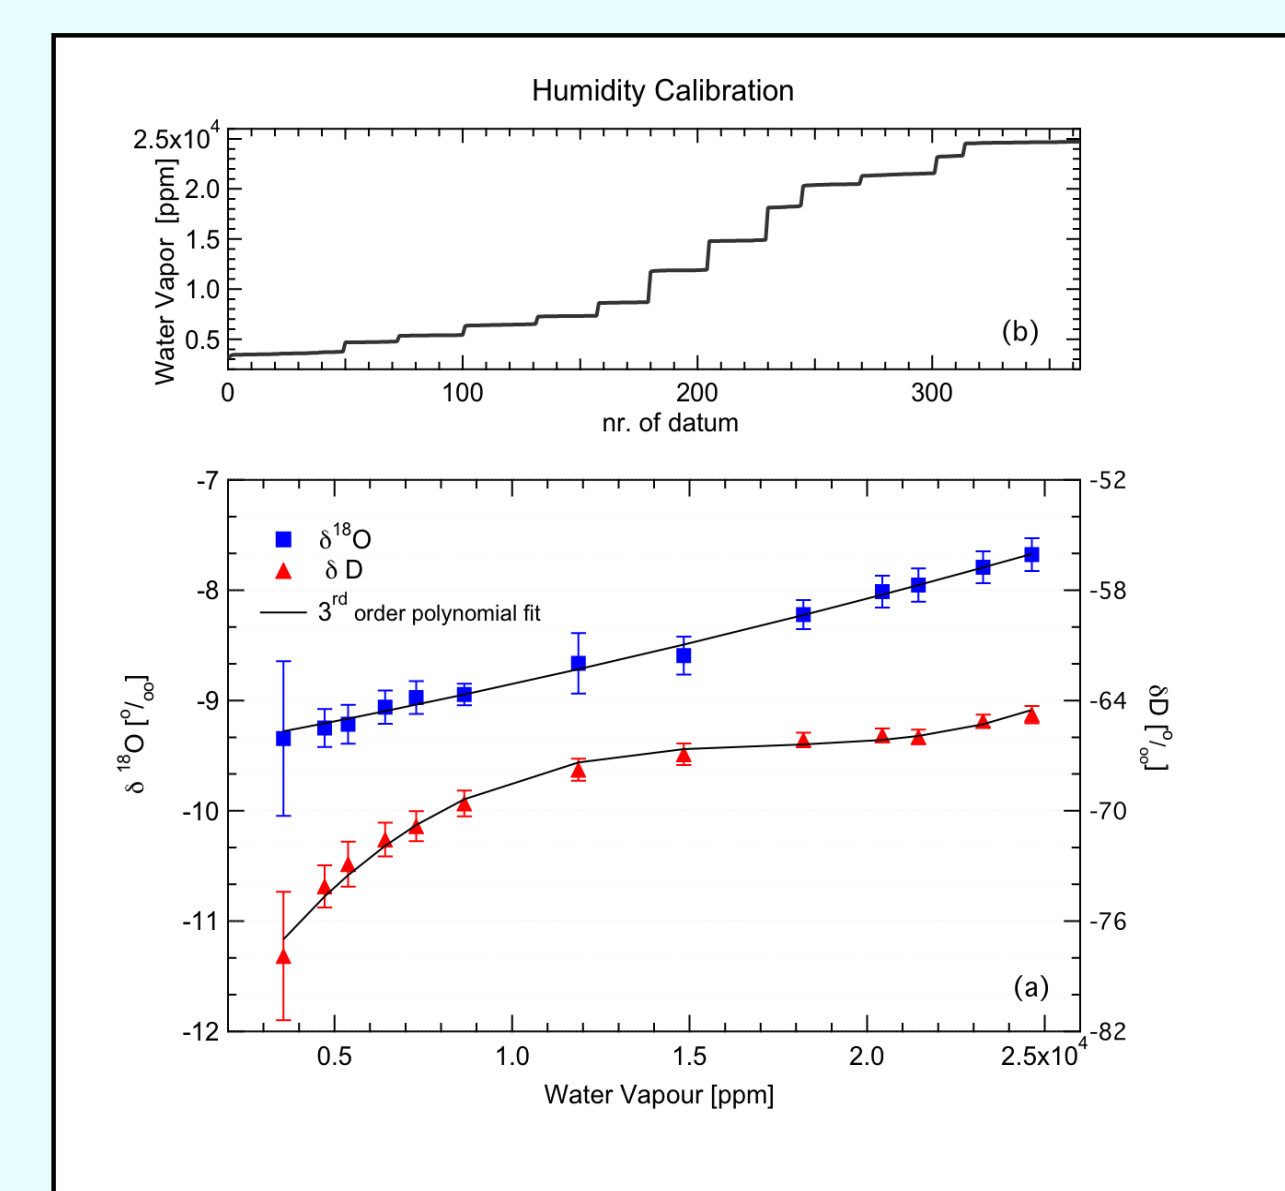 Humidity Calibration
2.5x10⁴
2.0
1.5
1.0
0.5
Water Vapor [ppm]
(b)
0 100 200 300
nr. of datum
-7
-8
-9
-10
-11
-12
δ ¹⁸O [⁰/₀₀]
δ¹⁸O
δ D
3ʳᵈ order polynomial fit
-52
-58
-64
-70
-76
-82
δD [⁰/₀₀]
(a)
0.5 1.0 1.5 2.0 2.5x10⁴
Water Vapour [ppm]